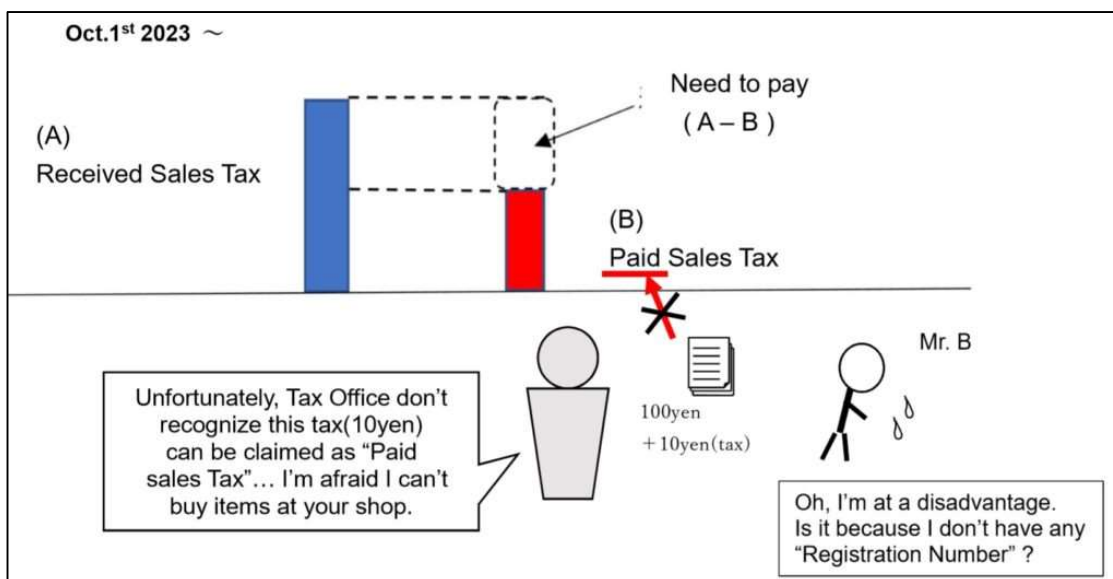 Oct.1st 2023 ～
Need to pay
( A – B )
(A)
Received Sales Tax
(B)
Paid Sales Tax
Mr. B
Unfortunately, Tax Office don't
recognize this tax(10yen)
can be claimed as “Paid
sales Tax”… I'm afraid I can't
buy items at your shop.
100yen
＋10yen(tax)
Oh, I'm at a disadvantage.
Is it because I don't have any
“Registration Number” ?